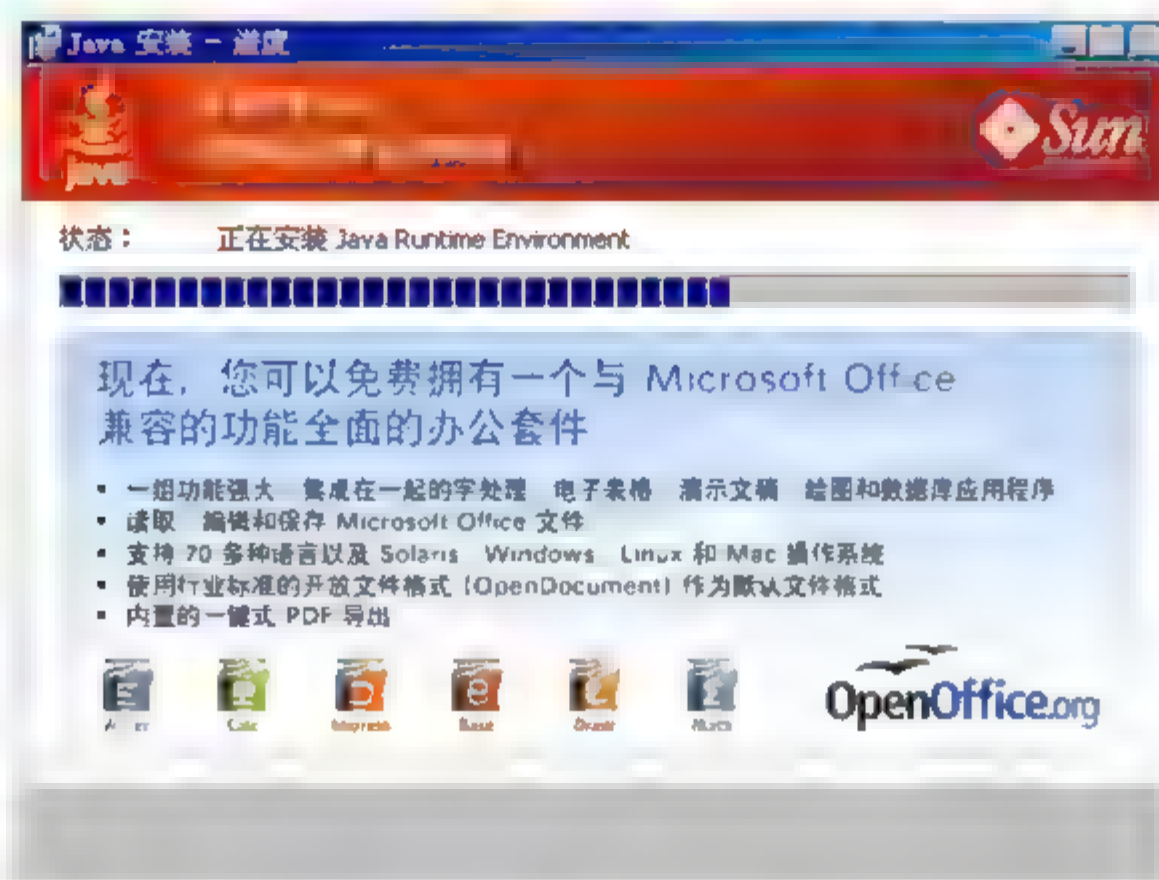 Java 安装 - 进度
Java
Sun
状态： 正在安装 Java Runtime Environment
现在，您可以免费拥有一个与 Microsoft Office
兼容的功能全面的办公套件
一组功能强大 集成在一起的字处理 电子表格 演示文稿 绘图和数据库应用程序
读取 编辑和保存 Microsoft Office 文件
支持 70 多种语言以及 Solaris Windows Linux 和 Mac 操作系统
使用行业标准的开放文件格式 (OpenDocument) 作为默认文件格式
内置的一键式 PDF 导出
Calc Impress Base Draw Math
OpenOffice.org